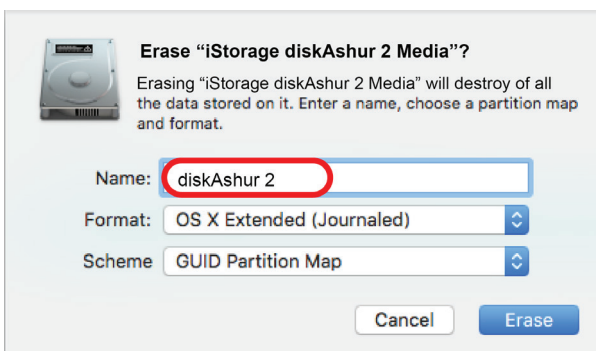 Erase “iStorage diskAshur 2 Media”?
Erasing “iStorage diskAshur 2 Media” will destroy of all
the data stored on it. Enter a name, choose a partition map
and format.
Name: diskAshur 2
Format: OS X Extended (Journaled)
Scheme GUID Partition Map
Cancel Erase